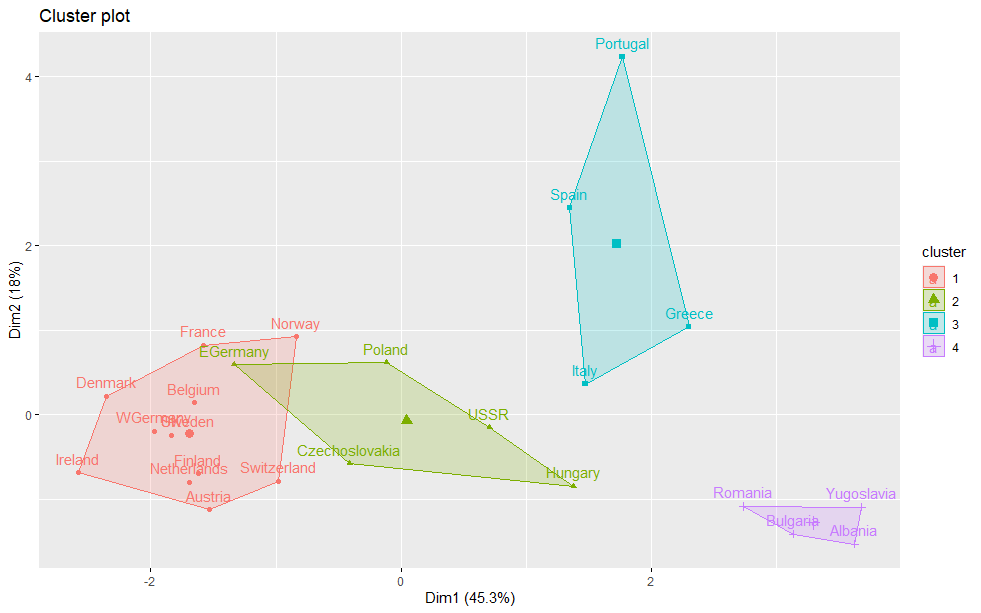 Cluster plot
Portugal
4
Spain
cluster
1
2
3
4
2
Dim2 (18%)
Greece
Norway
France
EGermany
Poland
Italy
Denmark
Belgium
0
WGermany
Sweden
USSR
Czechoslovakia
Ireland
Finland
Netherlands
Switzerland
Hungary
Austria
Romania
Yugoslavia
Bulgaria
Albania
-2
0
2
Dim1 (45.3%)